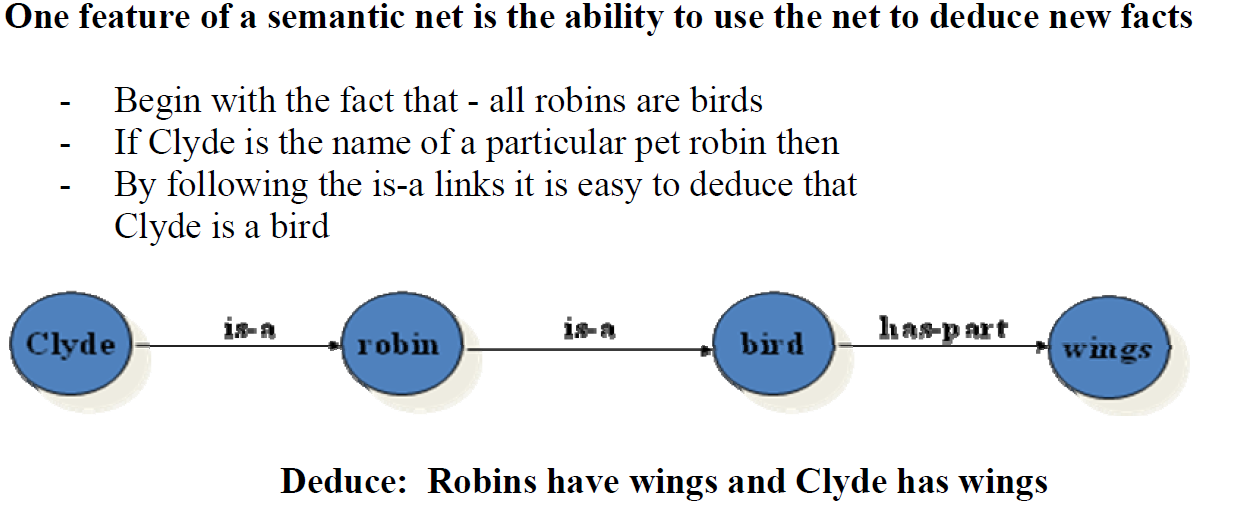 One feature of a semantic net is the ability to use the net to deduce new facts
- Begin with the fact that - all robins are birds
- If Clyde is the name of a particular pet robin then
- By following the is-a links it is easy to deduce that
Clyde is a bird
Clyde is-a robin is-a bird has-part wings
Deduce: Robins have wings and Clyde has wings